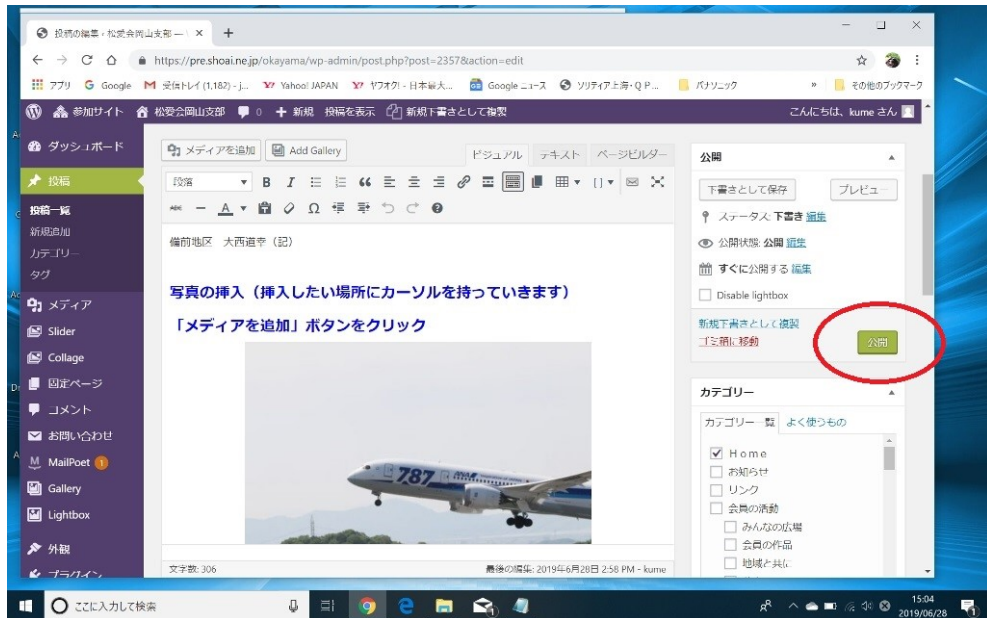 投稿の編集 ‹ 松愛会岡山支部 — \
https://pre.shoai.ne.jp/okayama/wp-admin/post.php?post=2357&action=edit
アプリ Google 受信トレイ (1,182) - j... Yahoo! JAPAN ヤフオク! - 日本最大... Google ニュース ソリティア上海・Q P... パナソニック » その他のブックマーク
参加サイト 松愛会岡山支部 0 + 新規 投稿を表示 新規下書きとして複製 こんにちは、kume さん
ダッシュボード
投稿
投稿一覧
新規追加
カテゴリー
タグ
メディア
Slider
Collage
固定ページ
コメント
お問い合わせ
MailPoet 1
Gallery
Lightbox
外観
プラグイン
メディアを追加 Add Gallery ビジュアル テキスト ページビルダー
段落
備前地区 大西道幸（記）
写真の挿入（挿入したい場所にカーソルを持っていきます）
「メディアを追加」ボタンをクリック
787
ANA
文字数: 306 最後の編集: 2019年6月28日 2:58 PM - kume
公開
下書きとして保存 プレビュー
ステータス: 下書き 編集
公開状態: 公開 編集
すぐに公開する 編集
Disable lightbox
新規下書きとして複製
ゴミ箱に移動 公開
カテゴリー
カテゴリー一覧 よく使うもの
Ｈｏｍｅ
お知らせ
リンク
会員の活動
みんなの広場
会員の作品
地域と共に
ここに入力して検索
15:04
2019/06/28